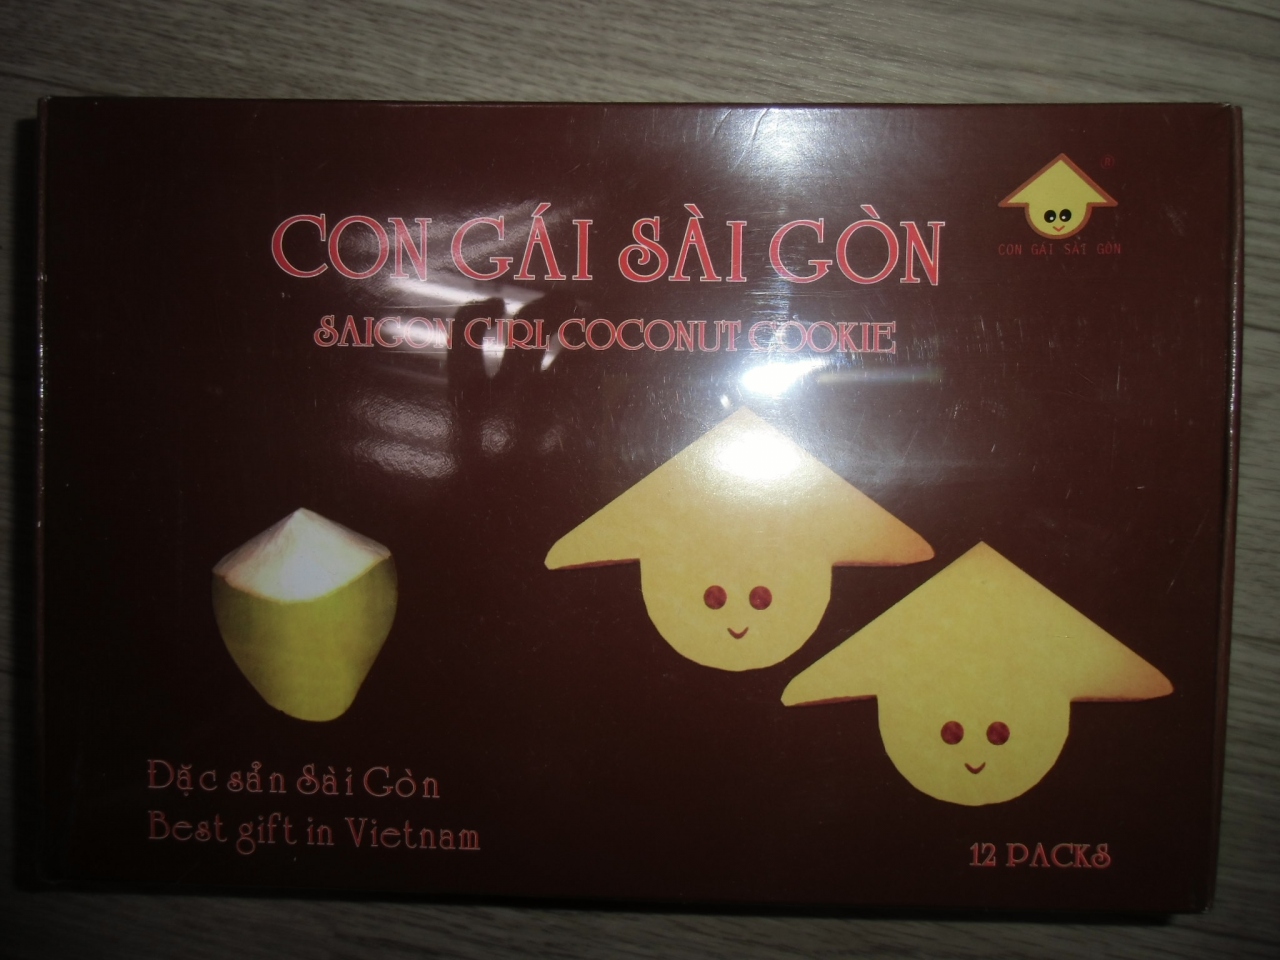 CON GÁI SÀI GÒN
SAIGON GIRL COCONUT COOKIE
®
CON GÁI SÀI GÒN
Đặc sản Sài Gòn
Best gift in Vietnam
12 PACKS